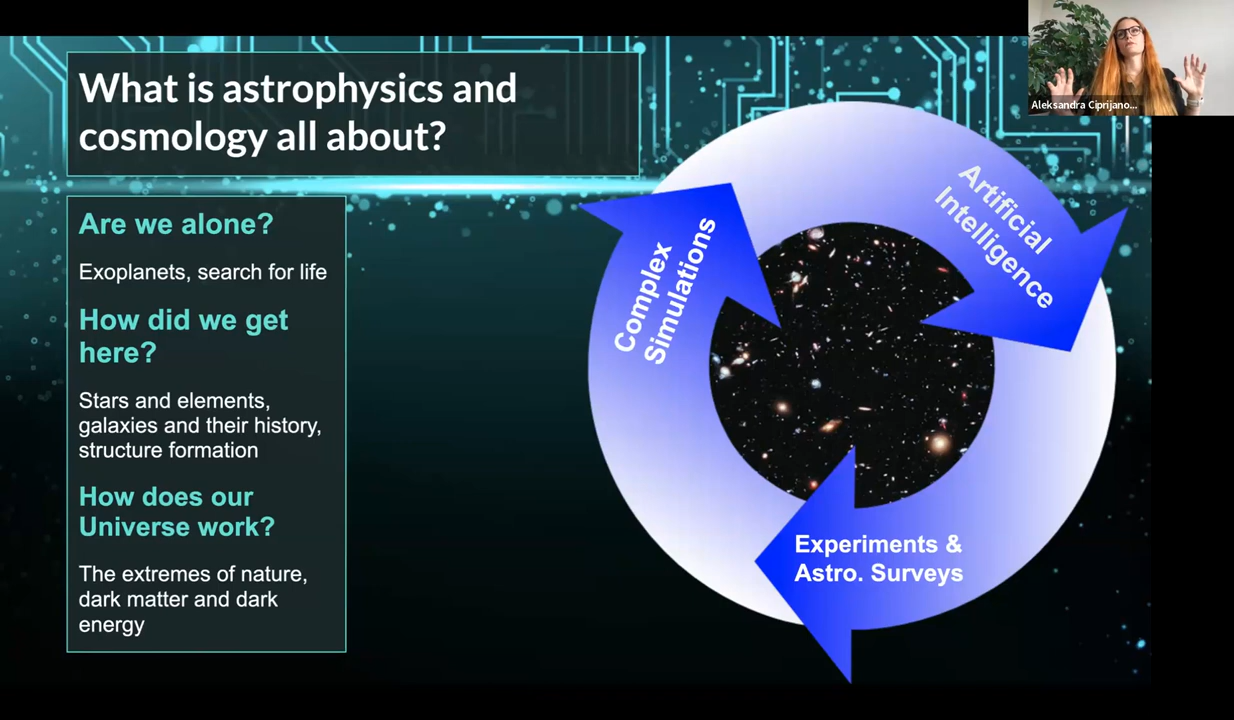 What is astrophysics and
cosmology all about?
Are we alone?
Exoplanets, search for life
How did we get
here?
Stars and elements,
galaxies and their history,
structure formation
How does our
Universe work?
The extremes of nature,
dark matter and dark
energy
Complex
Simulations
Artificial
Intelligence
Experiments &
Astro. Surveys
Aleksandra Ciprijano...